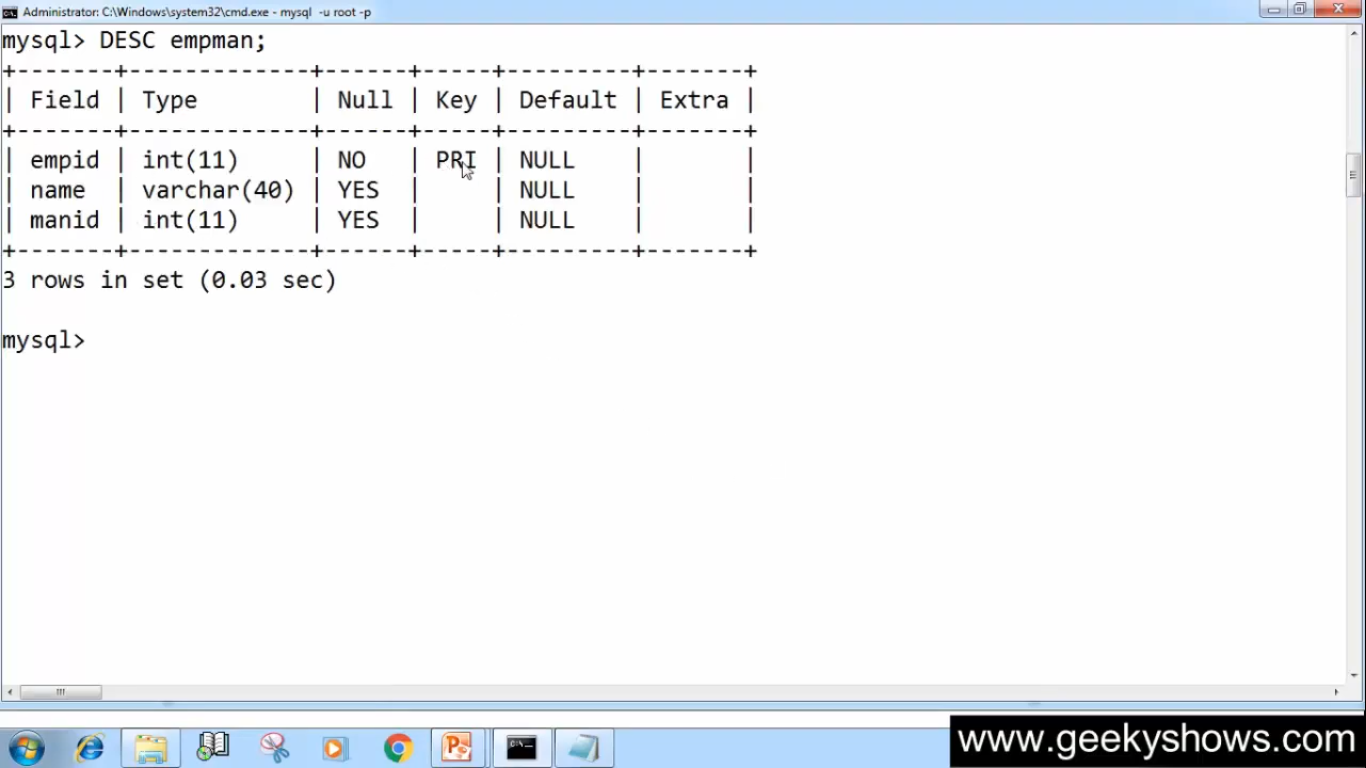 Administrator: C:\Windows\system32\cmd.exe - mysql  -u root -p
mysql> DESC empman;
+-------+-------------+------+-----+---------+-------+
| Field | Type        | Null | Key | Default | Extra |
+-------+-------------+------+-----+---------+-------+
| empid | int(11)     | NO   | PRI | NULL    |       |
| name  | varchar(40) | YES  |     | NULL    |       |
| manid | int(11)     | YES  |     | NULL    |       |
+-------+-------------+------+-----+---------+-------+
3 rows in set (0.03 sec)
mysql>
www.geekyshows.com